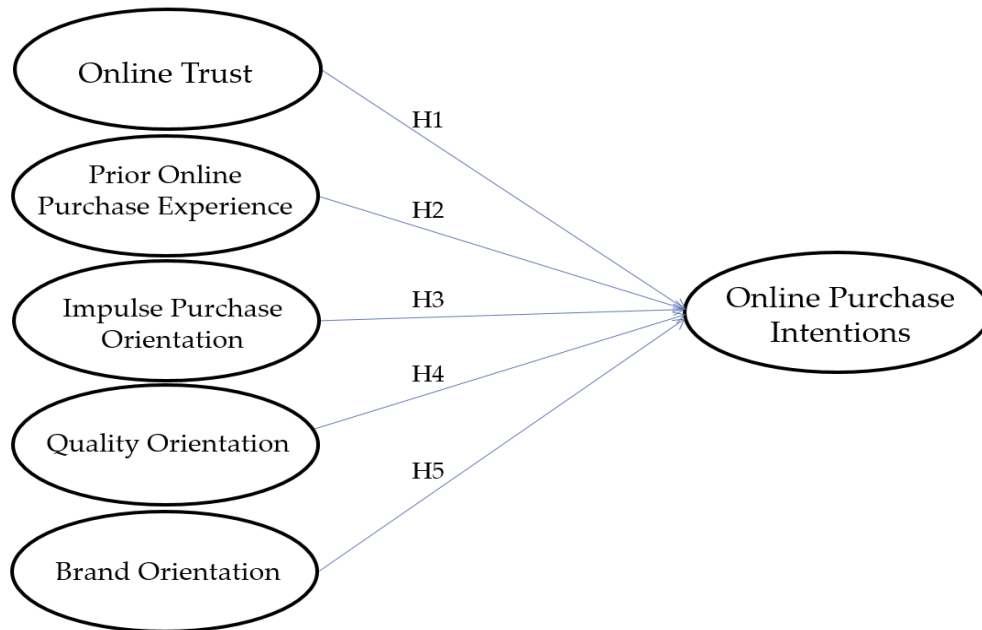 Online Trust
H1
Prior Online
Purchase Experience
H2
Impulse Purchase
Orientation
H3
Online Purchase
Intentions
H4
Quality Orientation
H5
Brand Orientation